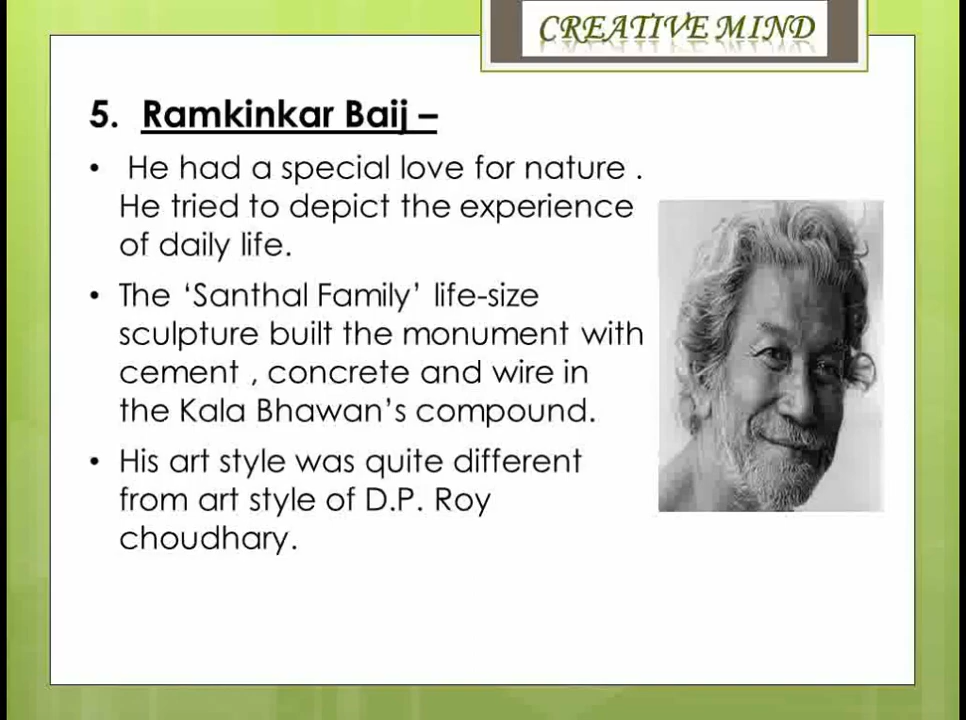 CREATIVE MIND
5. Ramkinkar Baij –
• He had a special love for nature .
He tried to depict the experience
of daily life.
• The ‘Santhal Family’ life-size
sculpture built the monument with
cement , concrete and wire in
the Kala Bhawan’s compound.
• His art style was quite different
from art style of D.P. Roy
choudhary.